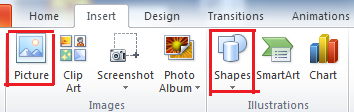 Home Insert Design Transitions Animations
Picture Clip Art Screenshot Photo Album Shapes SmartArt Chart
Images Illustrations